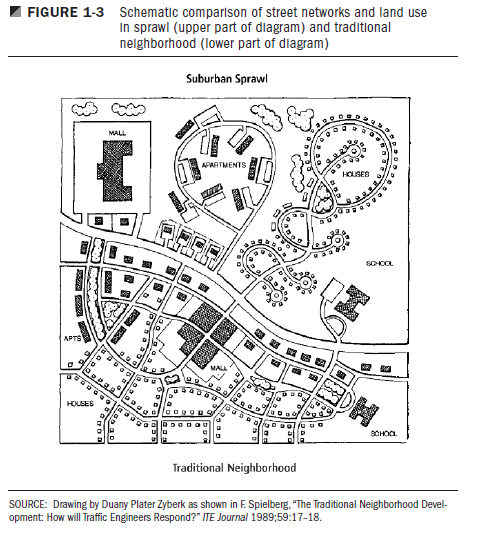 FIGURE 1-3 Schematic comparison of street networks and land use
in sprawl (upper part of diagram) and traditional
neighborhood (lower part of diagram)
Suburban Sprawl
MALL
APARTMENTS
HOUSES
SCHOOL
APTS
MALL
HOUSES
SCHOOL
Traditional Neighborhood
SOURCE: Drawing by Duany Plater Zyberk as shown in F. Spielberg, “The Traditional Neighborhood Devel-
opment: How will Traffic Engineers Respond?” ITE Journal 1989;59:17–18.